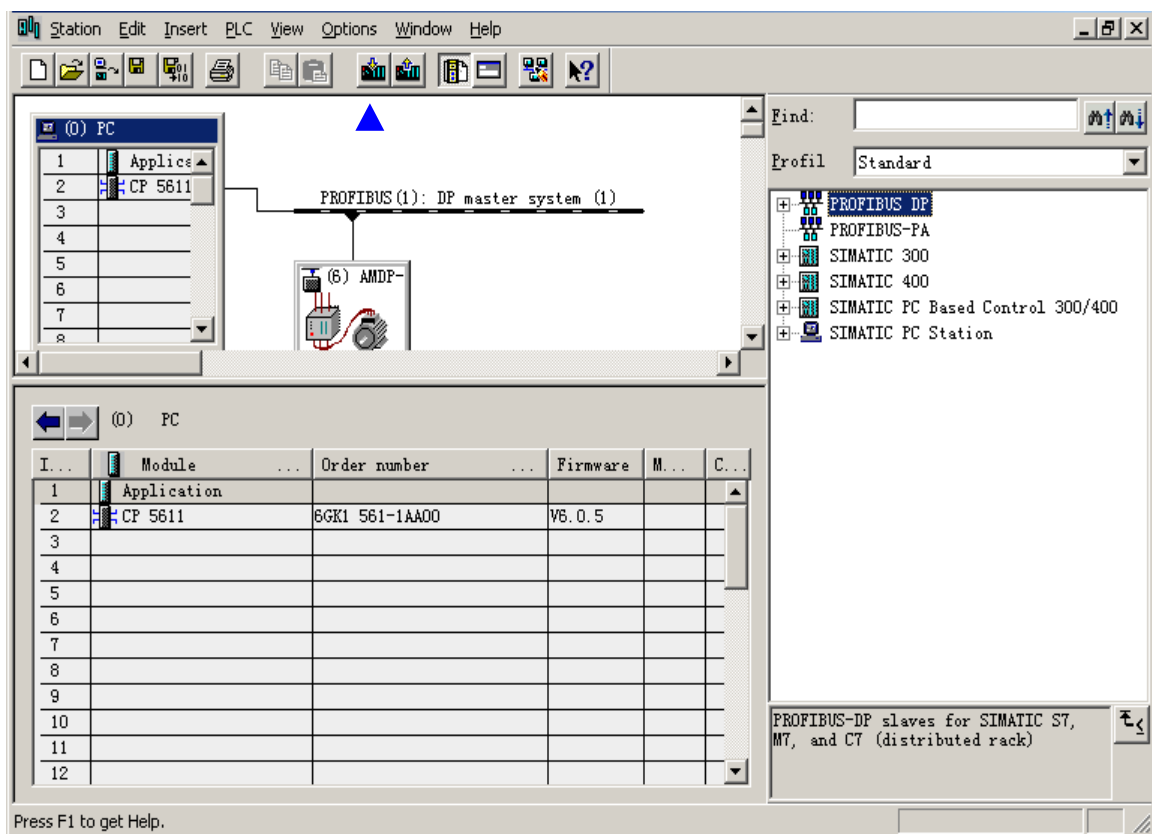 Station Edit Insert PLC View Options Window Help
(0) PC
1 Applica
2 CP 5611
3
4
5
6
7
8
PROFIBUS(1): DP master system (1)
(6) AMDP-
Find:
Profil Standard
PROFIBUS DP
PROFIBUS-PA
SIMATIC 300
SIMATIC 400
SIMATIC PC Based Control 300/400
SIMATIC PC Station
(0) PC
I... Module ... Order number ... Firmware M... C...
1 Application
2 CP 5611 6GK1 561-1AA00 V6.0.5
3
4
5
6
7
8
9
10
11
12
PROFIBUS-DP slaves for SIMATIC S7,
M7, and C7 (distributed rack)
Press F1 to get Help.